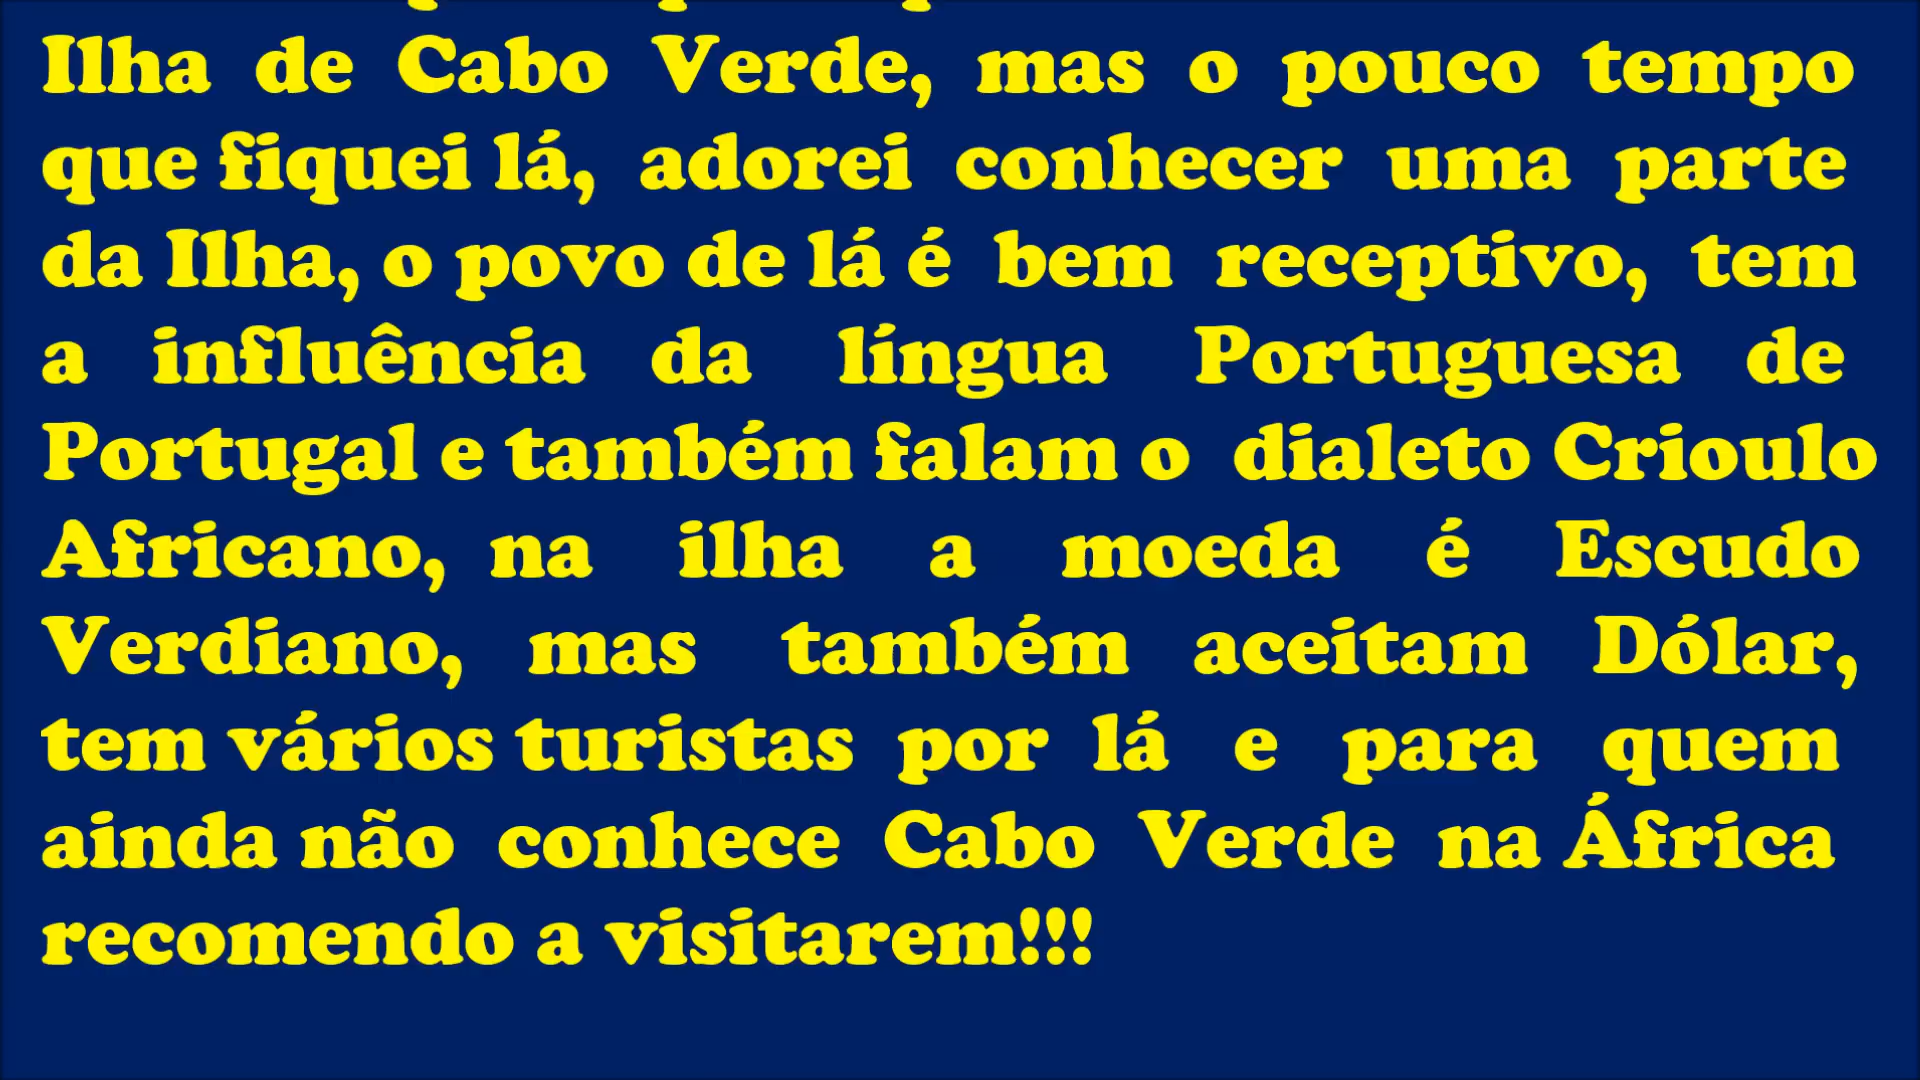 Ilha de Cabo Verde, mas o pouco tempo
que fiquei lá, adorei conhecer uma parte
da Ilha, o povo de lá é bem receptivo, tem
a influência da língua Portuguesa de
Portugal e também falam o dialeto Crioulo
Africano, na ilha a moeda é Escudo
Verdiano, mas também aceitam Dólar,
tem vários turistas por lá e para quem
ainda não conhece Cabo Verde na África
recomendo a visitarem!!!